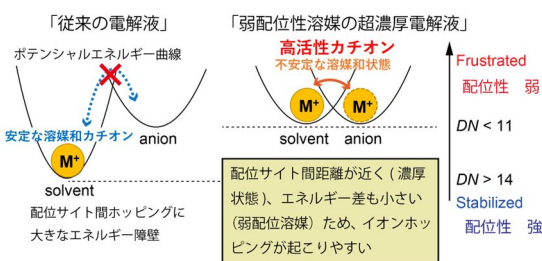 「従来の電解液」
ポテンシャルエネルギー曲線
安定な溶媒和カチオン
anion
M+
solvent
配位サイト間ホッピングに
大きなエネルギー障壁
「弱配位性溶媒の超濃厚電解液」
高活性カチオン
不安定な溶媒和状態
M+
M+
solvent
anion
配位サイト間距離が近く(濃厚
状態)、エネルギー差も小さい
(弱配位溶媒)ため、イオンホッ
ピングが起こりやすい
Frustrated
配位性 弱
DN < 11
DN > 14
Stabilized
配位性 強